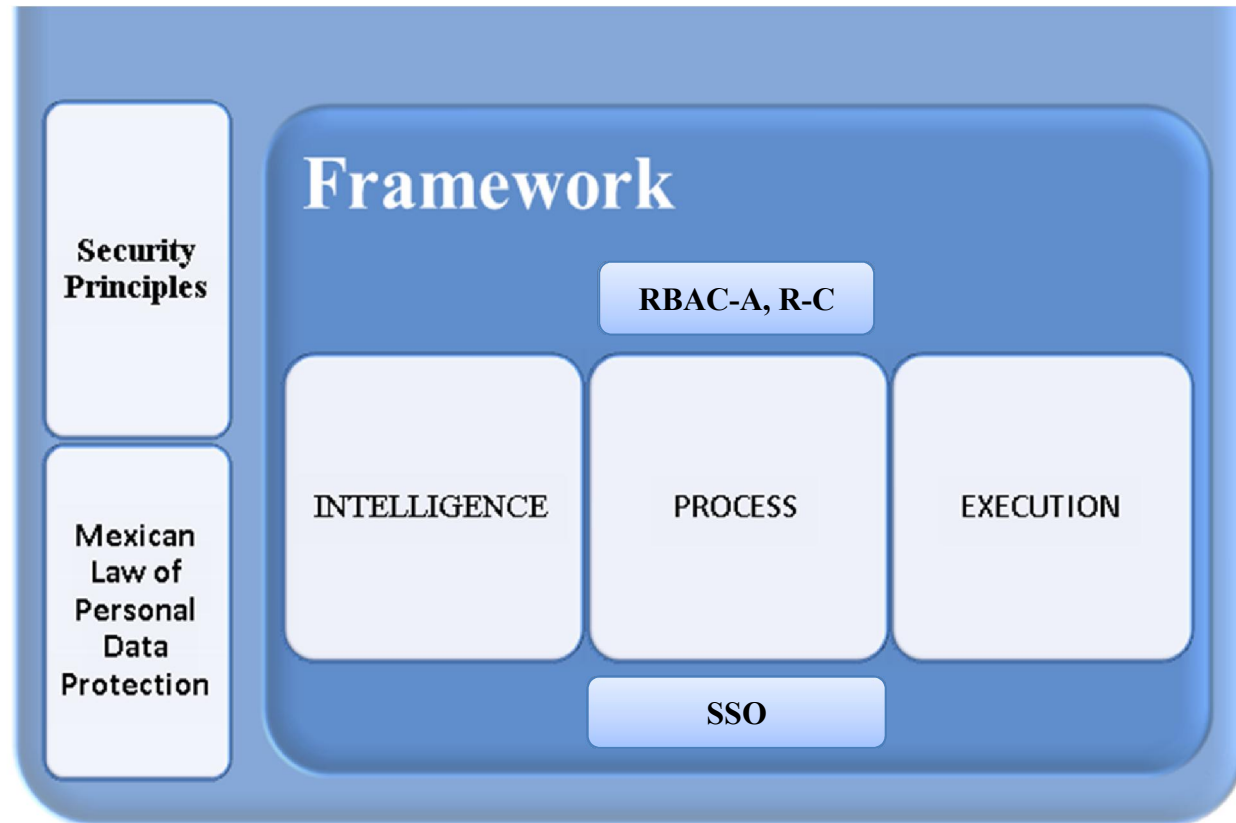 Security
Principles
Mexican
Law of
Personal
Data
Protection
Framework
RBAC-A, R-C
INTELLIGENCE
PROCESS
EXECUTION
SSO